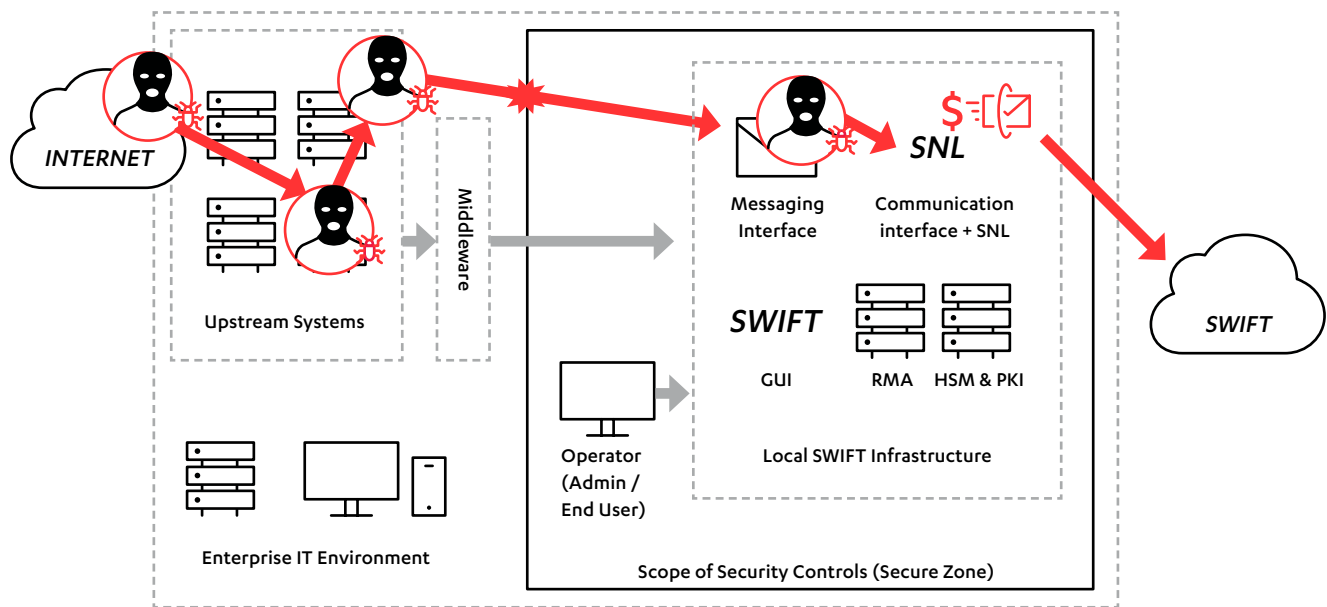 INTERNET
Upstream Systems
Middleware
Messaging
Interface
$
SNL
Communication
interface + SNL
SWIFT
GUI
RMA
HSM & PKI
SWIFT
Operator
(Admin /
End User)
Local SWIFT Infrastructure
Enterprise IT Environment
Scope of Security Controls (Secure Zone)